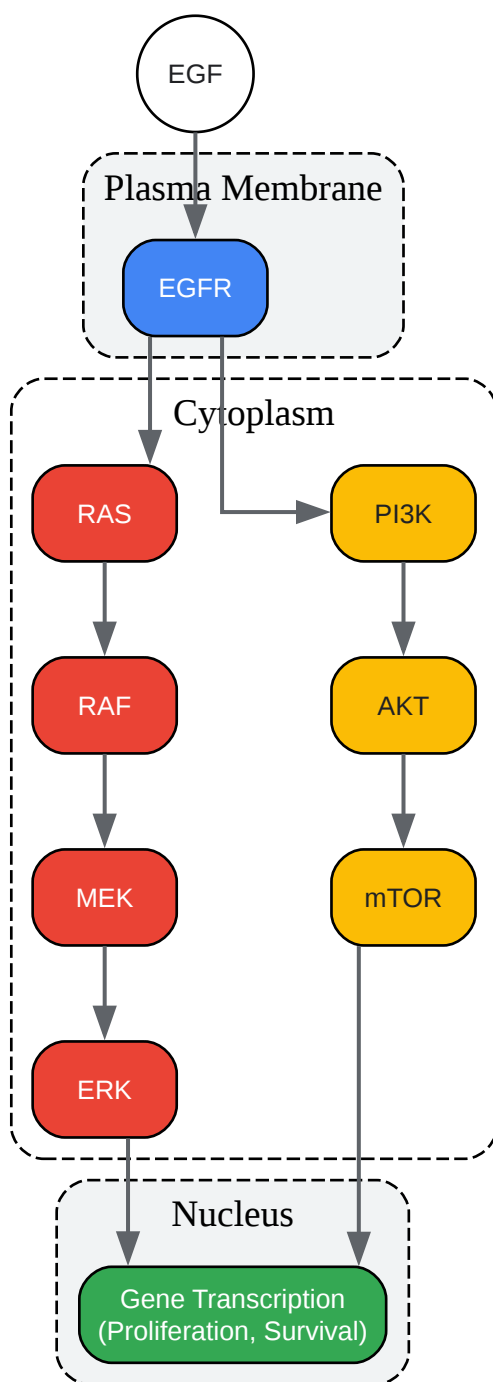 EGF
Plasma Membrane
EGFR
Cytoplasm
RAS
PI3K
RAF
AKT
MEK
mTOR
ERK
Nucleus
Gene Transcription
(Proliferation, Survival)